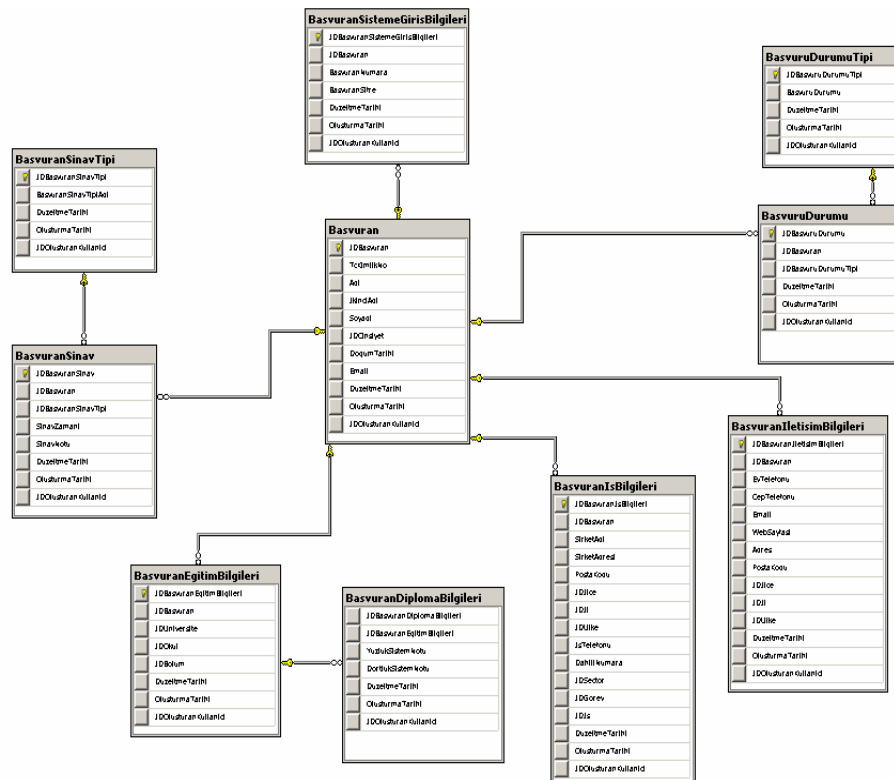 BasvuranSistemeGirisBilgileri
IDBasvuranSistemeGirisBilgileri
IDBasvuran
BasvuranNumara
BasvuranSifre
DuzeltmeTarihi
OlusturmaTarihi
IDOlusturanKullanici
BasvuruDurumuTipi
IDBasvuruDurumuTipi
BasvuruDurumu
DuzeltmeTarihi
OlusturmaTarihi
IDOlusturanKullanici
BasvuranSinavTipi
IDBasvuranSinavTipi
BasvuranSinavTipiAdi
DuzeltmeTarihi
OlusturmaTarihi
IDOlusturanKullanici
Basvuran
IDBasvuran
TcKimlikNo
Adi
IkinciAdi
Soyadi
IDCinsiyet
DogumTarihi
Email
DuzeltmeTarihi
OlusturmaTarihi
IDOlusturanKullanici
BasvuruDurumu
IDBasvuruDurumu
IDBasvuran
IDBasvuruDurumuTipi
DuzeltmeTarihi
OlusturmaTarihi
IDOlusturanKullanici
BasvuranSinav
IDBasvuranSinav
IDBasvuran
IDBasvuranSinavTipi
SinavZamani
SinavNotu
DuzeltmeTarihi
OlusturmaTarihi
IDOlusturanKullanici
BasvuranIletisimBilgileri
IDBasvuranIletisimBilgileri
IDBasvuran
EvTelefonu
CepTelefonu
Email
WebSayfasi
Adres
PostaKodu
IDIlce
IDIl
IDUlke
DuzeltmeTarihi
OlusturmaTarihi
IDOlusturanKullanici
BasvuranIsBilgileri
IDBasvuranIsBilgileri
IDBasvuran
SirketAdi
SirketAdresi
PostaKodu
IDIlce
IDIl
IDUlke
IsTelefonu
DahiliNumara
IDSector
IDGorev
IDIs
DuzeltmeTarihi
OlusturmaTarihi
IDOlusturanKullanici
BasvuranEgitimBilgileri
IDBasvuranEgitimBilgileri
IDBasvuran
IDUniversite
IDOkul
IDBolum
DuzeltmeTarihi
OlusturmaTarihi
IDOlusturanKullanici
BasvuranDiplomaBilgileri
IDBasvuranDiplomaBilgileri
IDBasvuranEgitimBilgileri
YuzlukSistemNotu
DortlukSistemNotu
DuzeltmeTarihi
OlusturmaTarihi
IDOlusturanKullanici